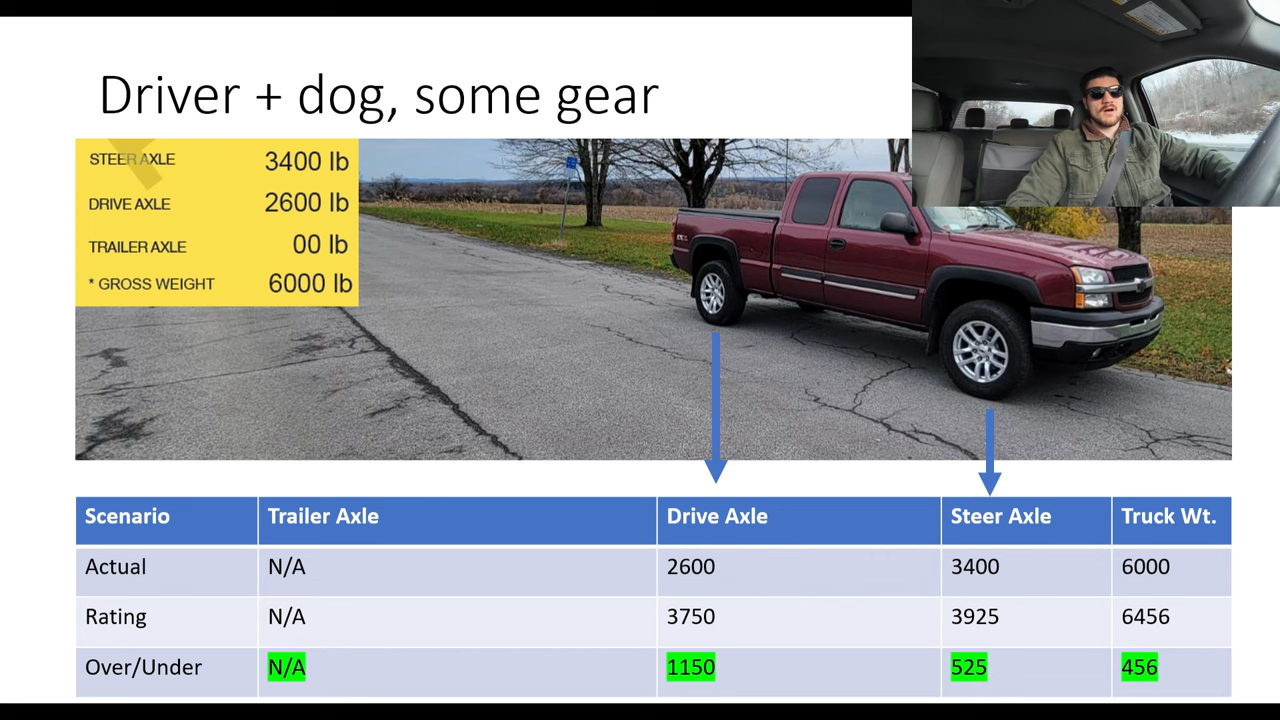 Driver + dog, some gear
STEER AXLE 3400 lb
DRIVE AXLE 2600 lb
TRAILER AXLE 00 lb
* GROSS WEIGHT 6000 lb
Scenario Trailer Axle Drive Axle Steer Axle Truck Wt.
Actual N/A 2600 3400 6000
Rating N/A 3750 3925 6456
Over/Under N/A 1150 525 456